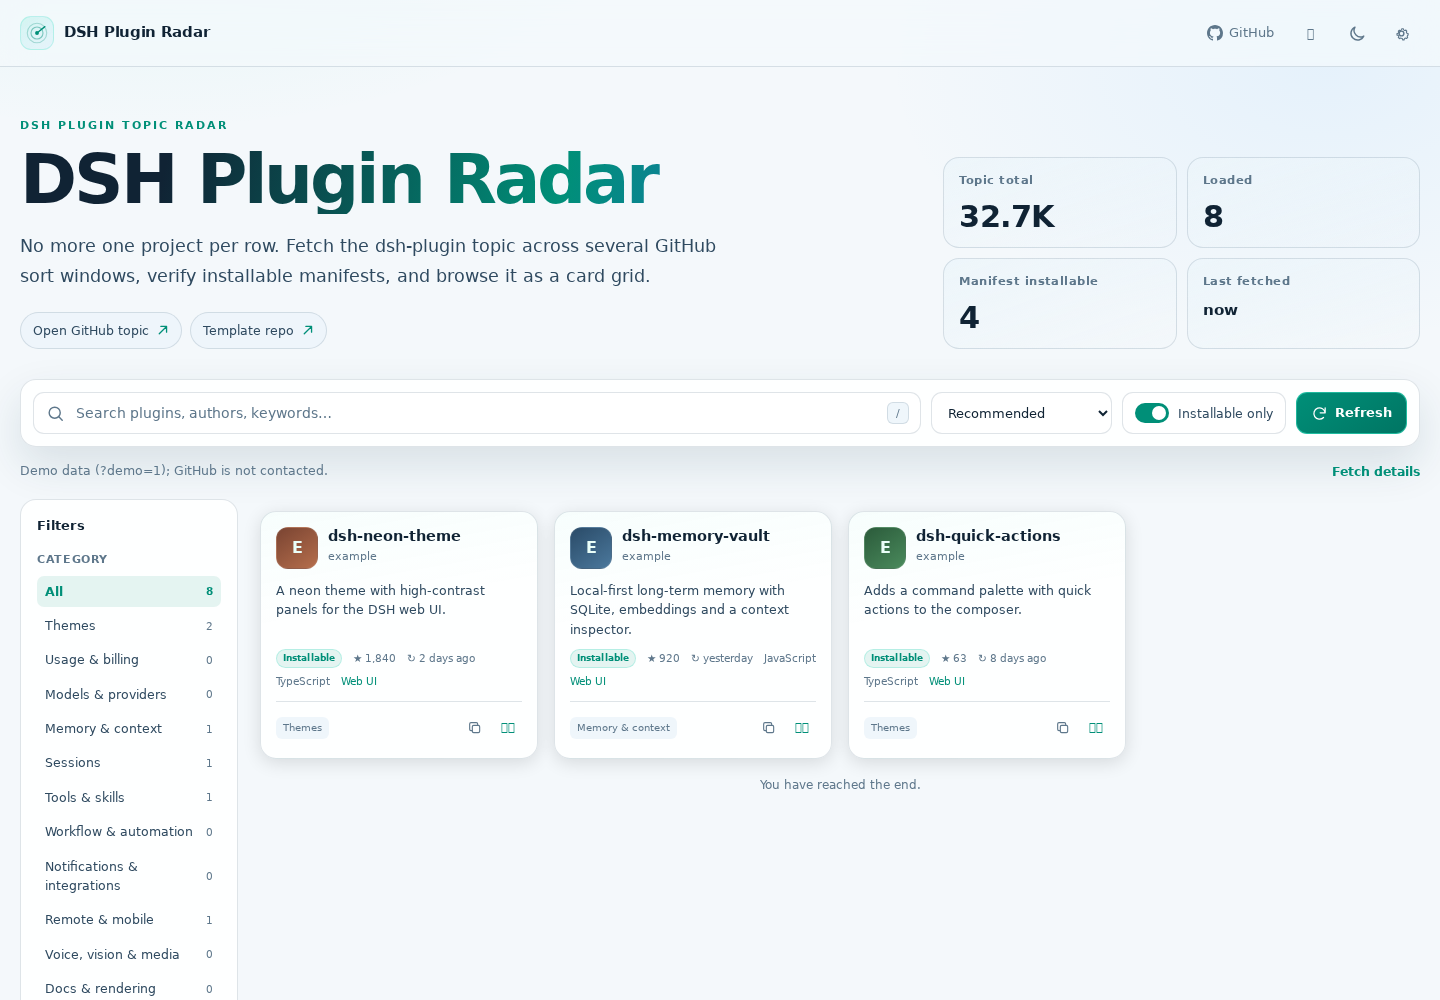 DSH Plugin Radar
GitHub
DSH PLUGIN TOPIC RADAR
DSH Plugin Radar
No more one project per row. Fetch the dsh-plugin topic across several GitHub
sort windows, verify installable manifests, and browse it as a card grid.
Open GitHub topic
Template repo
Topic total
32.7K
Loaded
8
Manifest installable
4
Last fetched
now
Search plugins, authors, keywords...
/
Recommended
Installable only
Refresh
Demo data (?demo=1); GitHub is not contacted.
Fetch details
Filters
CATEGORY
All 8
Themes 2
Usage & billing 0
Models & providers 0
Memory & context 1
Sessions 1
Tools & skills 1
Workflow & automation 0
Notifications &
integrations 0
Remote & mobile 1
Voice, vision & media 0
Docs & rendering 0
E
dsh-neon-theme
example
A neon theme with high-contrast
panels for the DSH web UI.
Installable ★ 1,840 ↻ 2 days ago
TypeScript Web UI
Themes
E
dsh-memory-vault
example
Local-first long-term memory with
SQLite, embeddings and a context
inspector.
Installable ★ 920 ↻ yesterday JavaScript
Web UI
Memory & context
E
dsh-quick-actions
example
Adds a command palette with quick
actions to the composer.
Installable ★ 63 ↻ 8 days ago
TypeScript Web UI
Themes
You have reached the end.